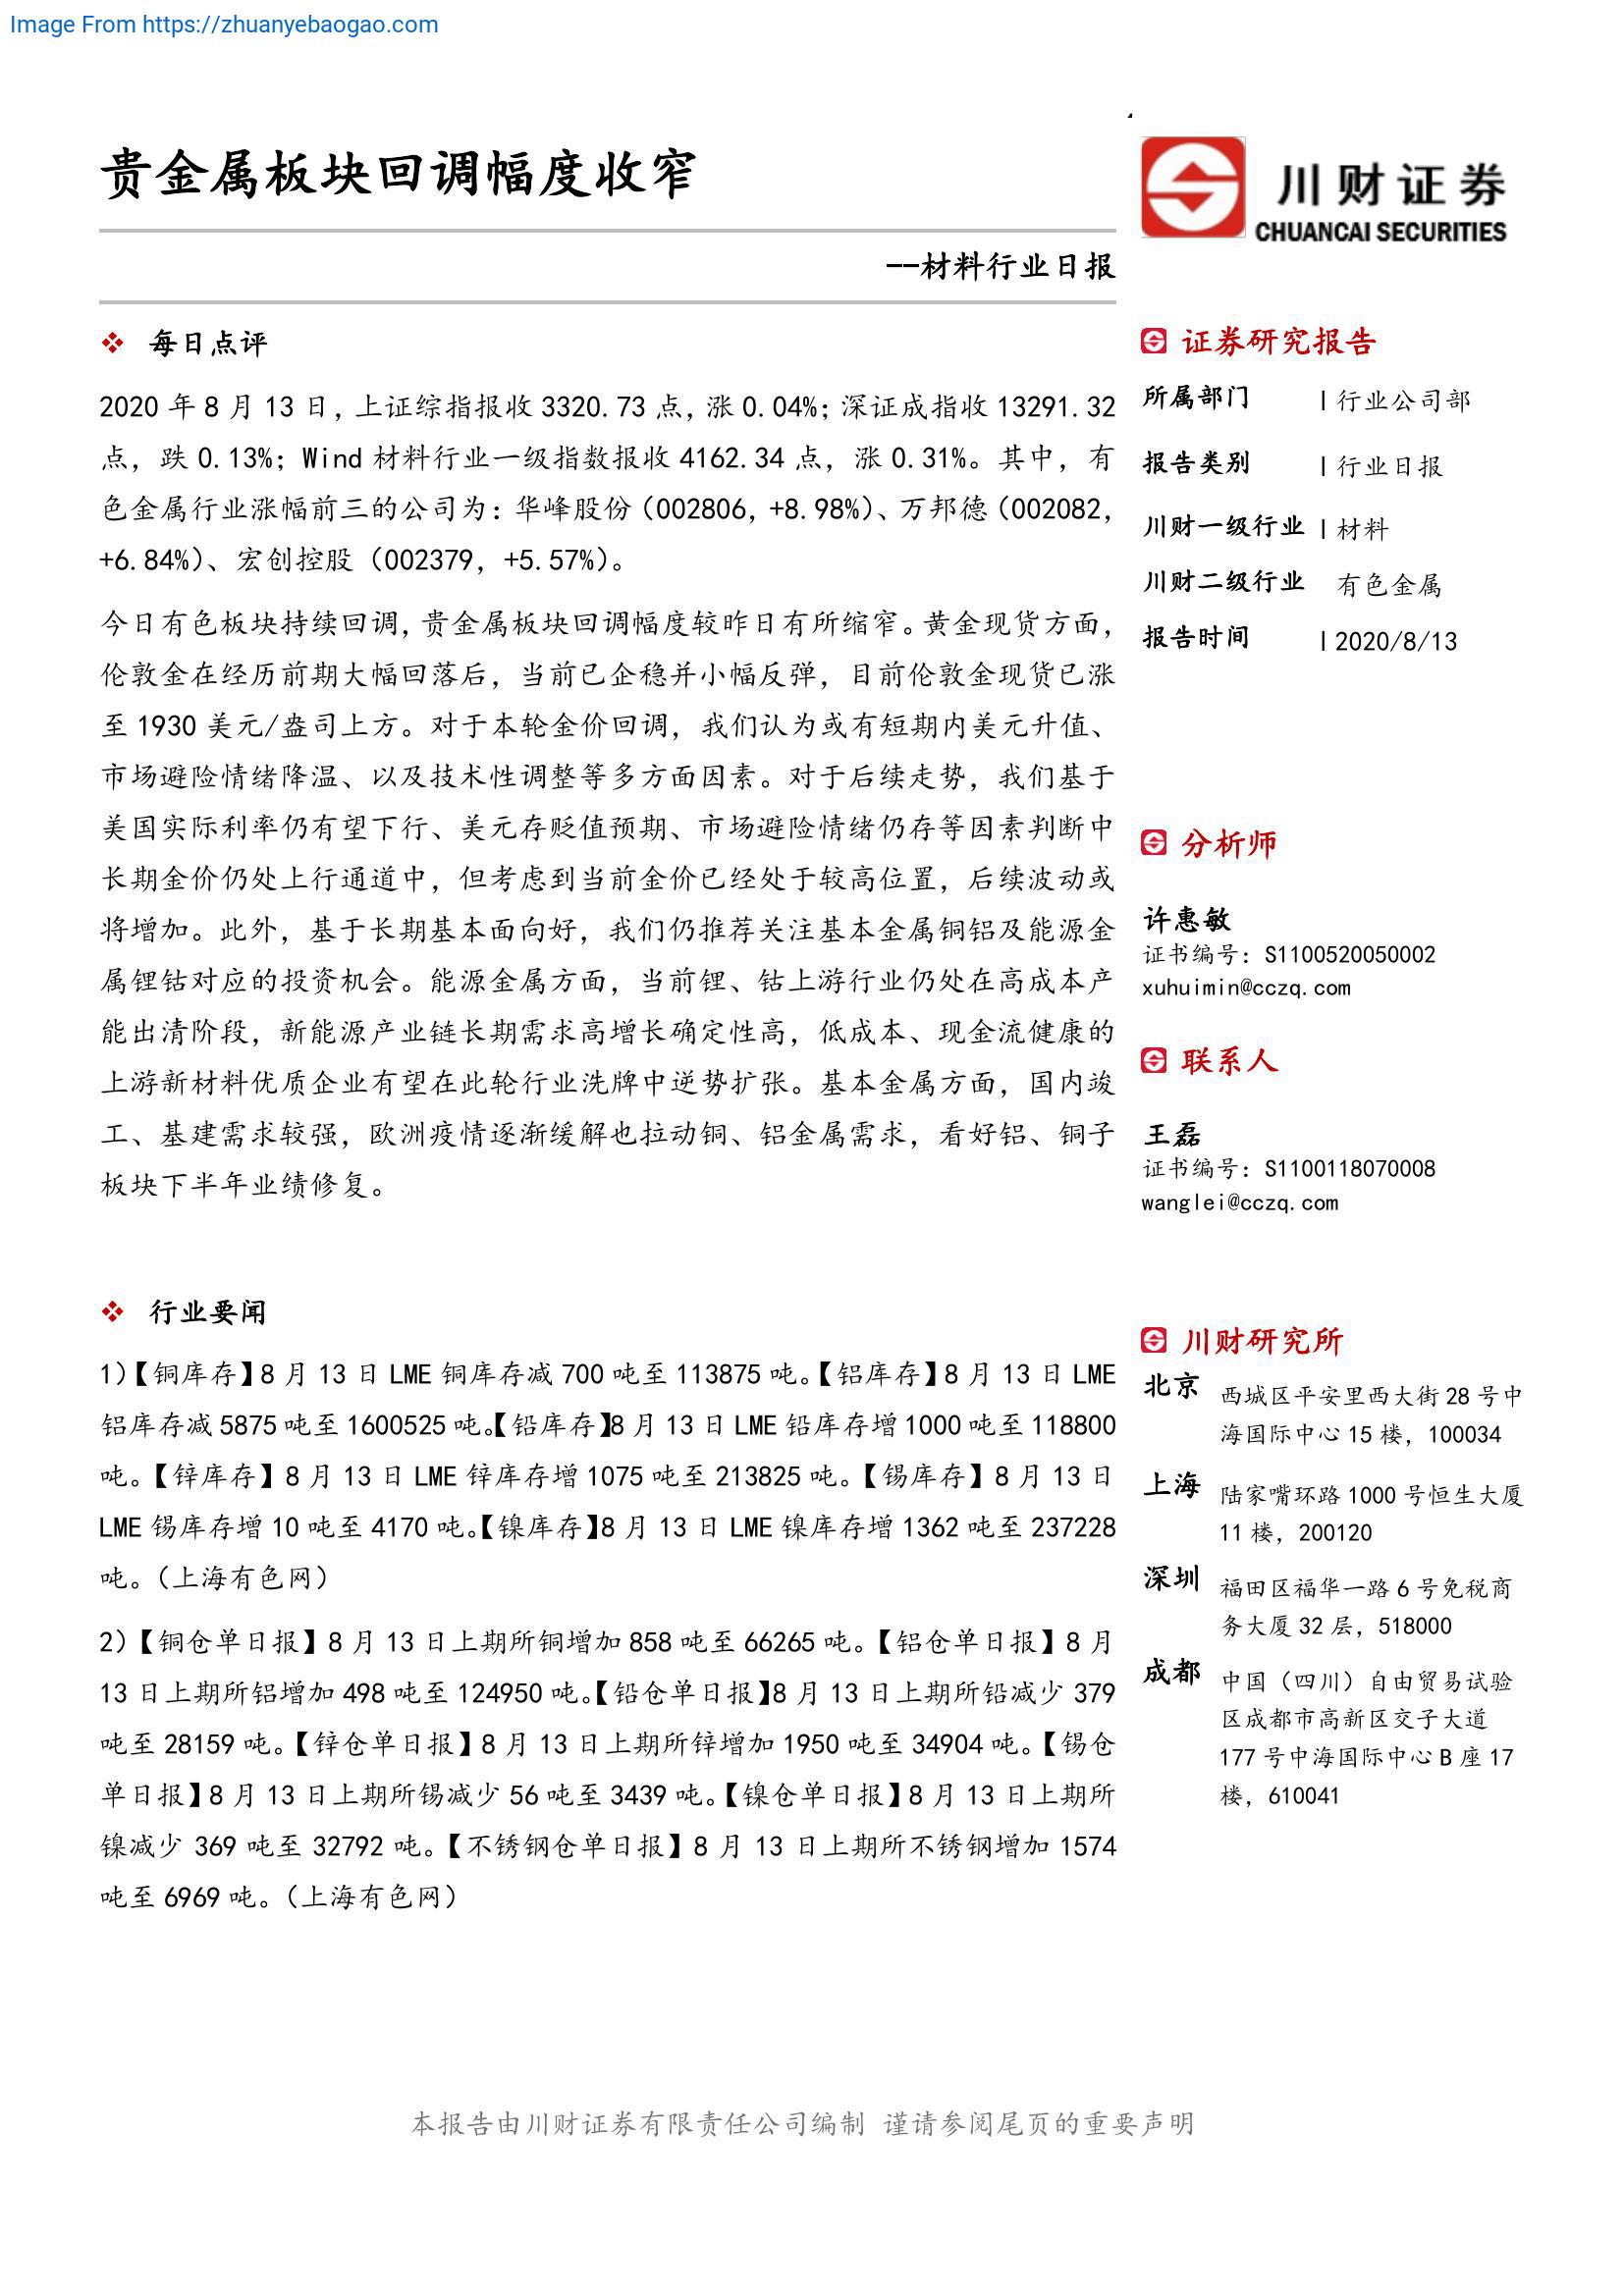 Image From https://zhuanyebaogao.com
贵金属板块回调幅度收窄
川财证券
CHUANCAI SECURITIES
--材料行业日报
每日点评
2020 年 8 月 13 日，上证综指报收 3320.73 点，涨 0.04%；深证成指收 13291.32
点，跌 0.13%；Wind 材料行业一级指数报收 4162.34 点，涨 0.31%。其中，有
色金属行业涨幅前三的公司为：华峰股份（002806，+8.98%）、万邦德（002082，
+6.84%）、宏创控股（002379，+5.57%）。
今日有色板块持续回调，贵金属板块回调幅度较昨日有所缩窄。黄金现货方面，
伦敦金在经历前期大幅回落后，当前已企稳并小幅反弹，目前伦敦金现货已涨
至 1930 美元/盎司上方。对于本轮金价回调，我们认为或有短期内美元升值、
市场避险情绪降温、以及技术性调整等多方面因素。对于后续走势，我们基于
美国实际利率仍有望下行、美元存贬值预期、市场避险情绪仍存等因素判断中
长期金价仍处上行通道中，但考虑到当前金价已经处于较高位置，后续波动或
将增加。此外，基于长期基本面向好，我们仍推荐关注基本金属铜铝及能源金
属锂钴对应的投资机会。能源金属方面，当前锂、钴上游行业仍处在高成本产
能出清阶段，新能源产业链长期需求高增长确定性高，低成本、现金流健康的
上游新材料优质企业有望在此轮行业洗牌中逆势扩张。基本金属方面，国内竣
工、基建需求较强，欧洲疫情逐渐缓解也拉动铜、铝金属需求，看好铝、铜子
板块下半年业绩修复。
行业要闻
1）【铜库存】8 月 13 日 LME 铜库存减 700 吨至 113875 吨。【铝库存】8 月 13 日 LME
铝库存减 5875 吨至 1600525 吨。【铅库存】8 月 13 日 LME 铅库存增 1000 吨至 118800
吨。【锌库存】8 月 13 日 LME 锌库存增 1075 吨至 213825 吨。【锡库存】8 月 13 日
LME 锡库存增 10 吨至 4170 吨。【镍库存】8 月 13 日 LME 镍库存增 1362 吨至 237228
吨。（上海有色网）
2）【铜仓单日报】8 月 13 日上期所铜增加 858 吨至 66265 吨。【铝仓单日报】8 月
13 日上期所铝增加 498 吨至 124950 吨。【铅仓单日报】8 月 13 日上期所铅减少 379
吨至 28159 吨。【锌仓单日报】8 月 13 日上期所锌增加 1950 吨至 34904 吨。【锡仓
单日报】8 月 13 日上期所锡减少 56 吨至 3439 吨。【镍仓单日报】8 月 13 日上期所
镍减少 369 吨至 32792 吨。【不锈钢仓单日报】8 月 13 日上期所不锈钢增加 1574
吨至 6969 吨。（上海有色网）
证券研究报告
所属部门 | 行业公司部
报告类别 | 行业日报
川财一级行业 | 材料
川财二级行业 有色金属
报告时间 | 2020/8/13
分析师
许惠敏
证书编号：S1100520050002
xuhuimin@cczq.com
联系人
王磊
证书编号：S1100118070008
wanglei@cczq.com
川财研究所
北京 西城区平安里西大街 28 号中
海国际中心 15 楼，100034
上海 陆家嘴环路 1000 号恒生大厦
11 楼，200120
深圳 福田区福华一路 6 号免税商
务大厦 32 层，518000
成都 中国（四川）自由贸易试验
区成都市高新区交子大道
177 号中海国际中心 B 座 17
楼，610041
本报告由川财证券有限责任公司编制 谨请参阅尾页的重要声明